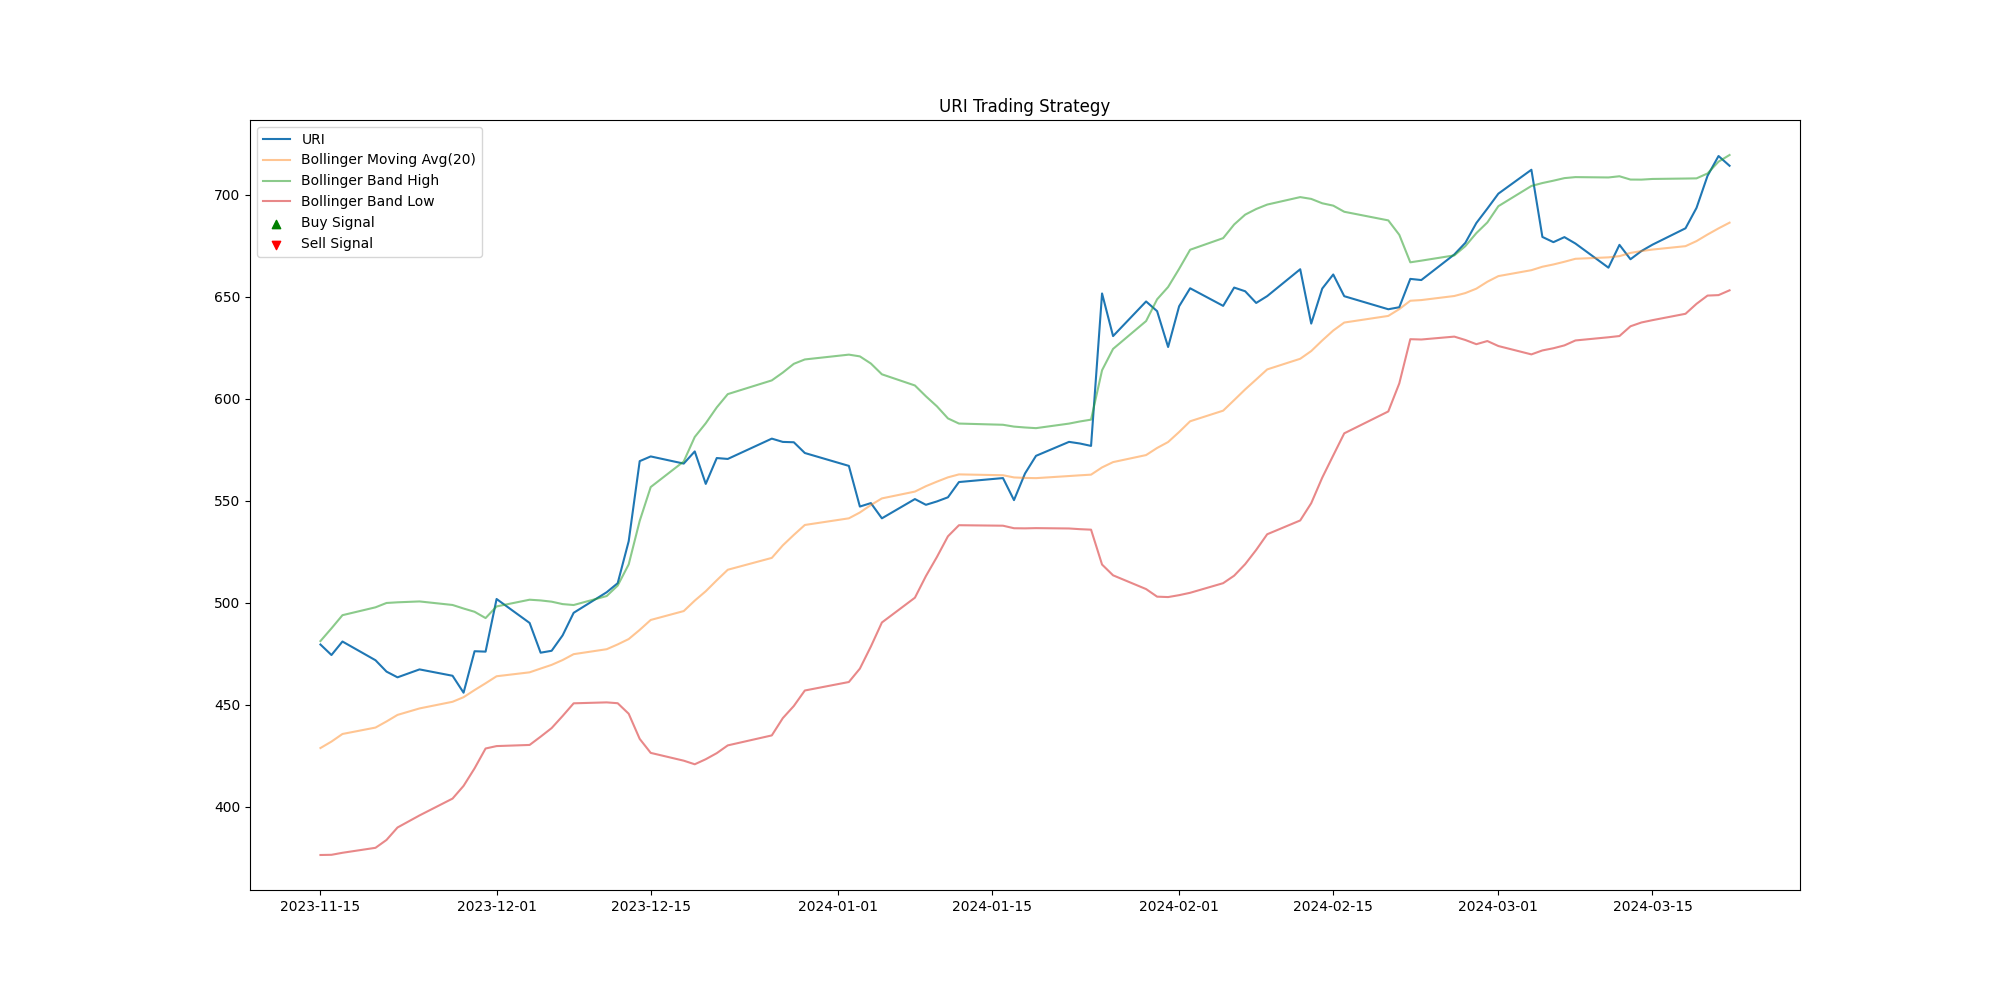 URI Trading Strategy
URI
Bollinger Moving Avg(20)
Bollinger Band High
Bollinger Band Low
Buy Signal
Sell Signal
700
650
600
550
500
450
400
2023-11-15 2023-12-01 2023-12-15 2024-01-01 2024-01-15 2024-02-01 2024-02-15 2024-03-01 2024-03-15